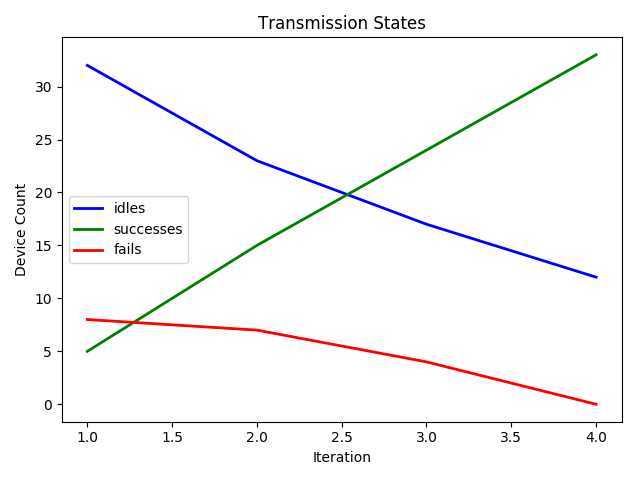 Transmission States
Device Count
30
25
20
15
10
5
0
idles
successes
fails
1.0 1.5 2.0 2.5 3.0 3.5 4.0
Iteration